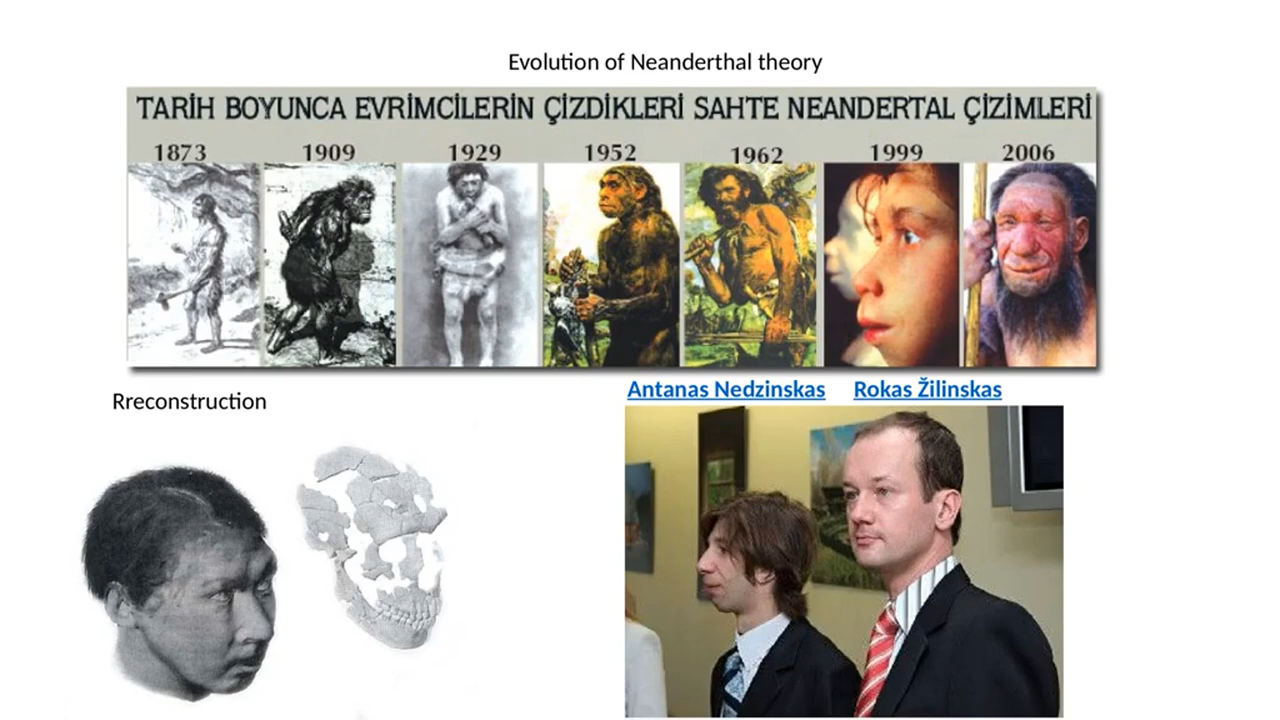 Evolution of Neanderthal theory
TARİH BOYUNCA EVRİMCİLERİN ÇİZDİKLERİ SAHTE NEANDERTAL ÇİZİMLERİ
1873 1909 1929 1952 1962 1999 2006
Antanas Nedzinskas Rokas Žilinskas
Rreconstruction